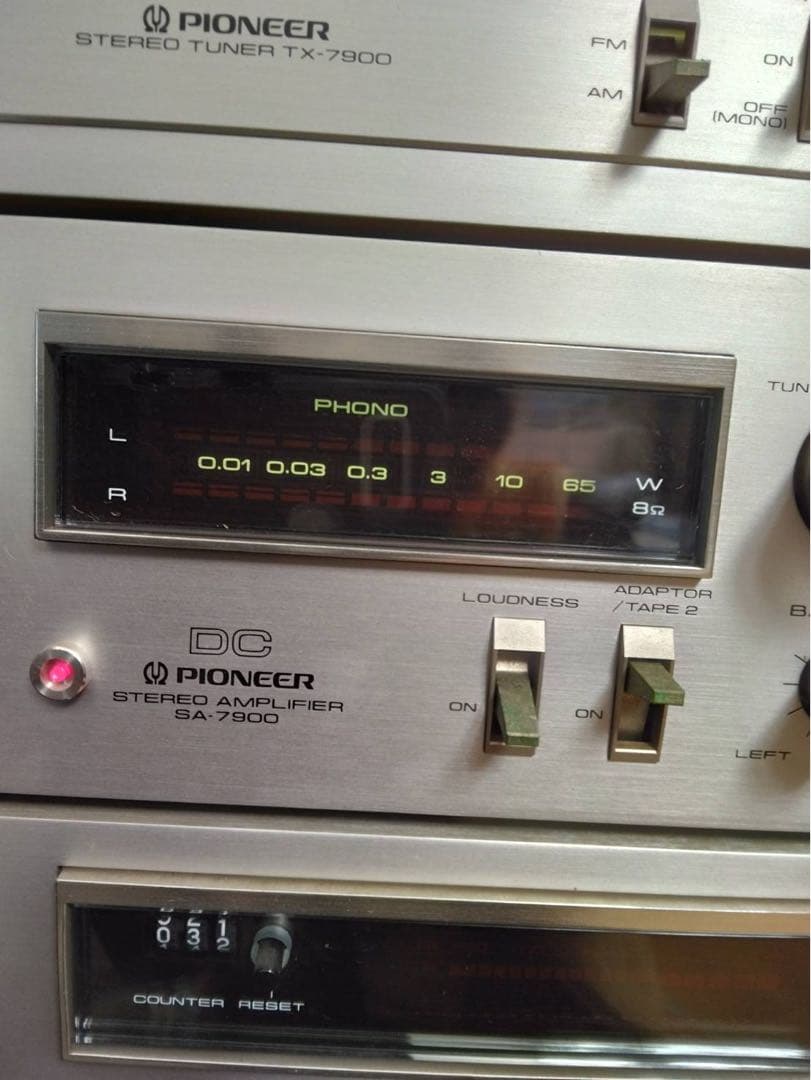 PIONEER
STEREO TUNER TX-7900
FM
AM
ON
OFF
(MONO)
PHONO
L
0.01 0.03 0.3 3 10 65 W
R
8Ω
TUN
LOUDNESS
ADAPTOR
/TAPE 2
DC
PIONEER
STEREO AMPLIFIER
SA-7900
ON
ON
LEFT
COUNTER RESET